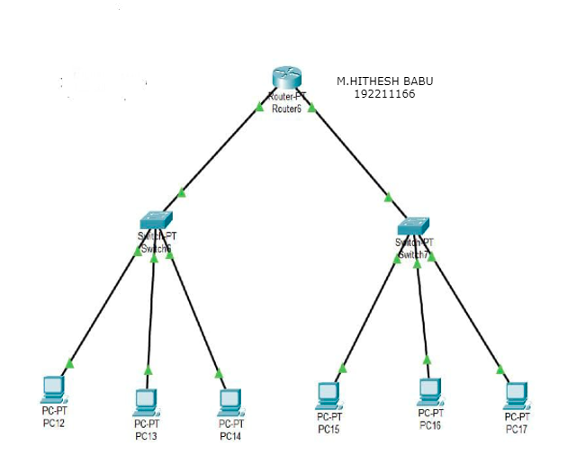 M.HITHESH BABU
192211166
Router-PT
Router6
Switch-PT
Switch6
Switch-PT
Switch7
PC-PT
PC12
PC-PT
PC13
PC-PT
PC14
PC-PT
PC15
PC-PT
PC16
PC-PT
PC17